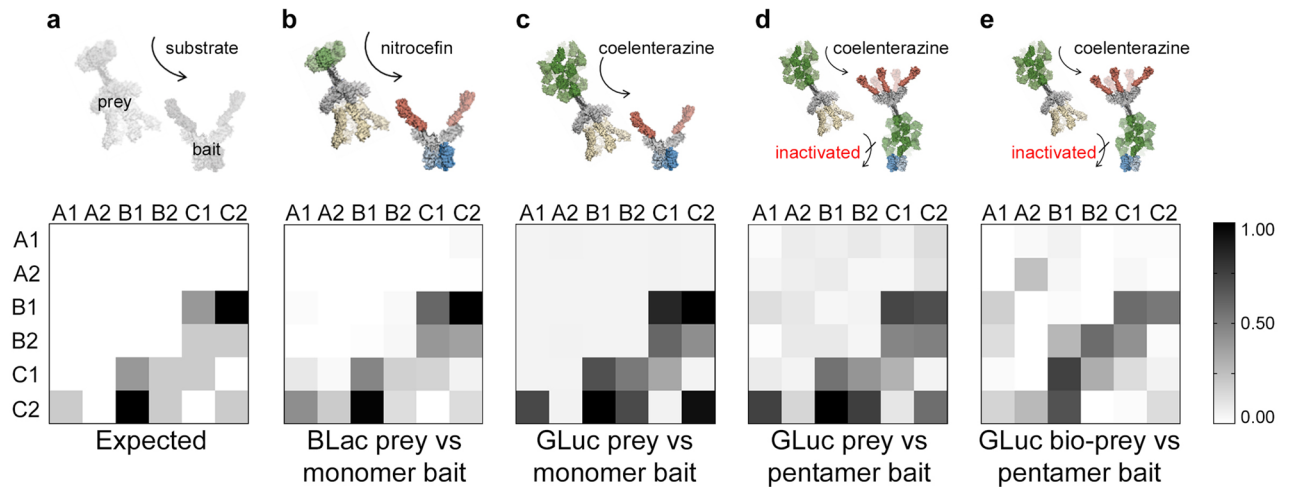 a b c d e
substrate nitrocefin coelenterazine coelenterazine coelenterazine
prey
bait
inactivated inactivated
A1 A2 B1 B2 C1 C2 A1 A2 B1 B2 C1 C2 A1 A2 B1 B2 C1 C2 A1 A2 B1 B2 C1 C2 A1 A2 B1 B2 C1 C2
A1
A2
B1
B2
C1
C2
1.00
0.50
0.00
Expected BLac prey vs GLuc prey vs GLuc prey vs GLuc bio-prey vs
monomer bait monomer bait pentamer bait pentamer bait